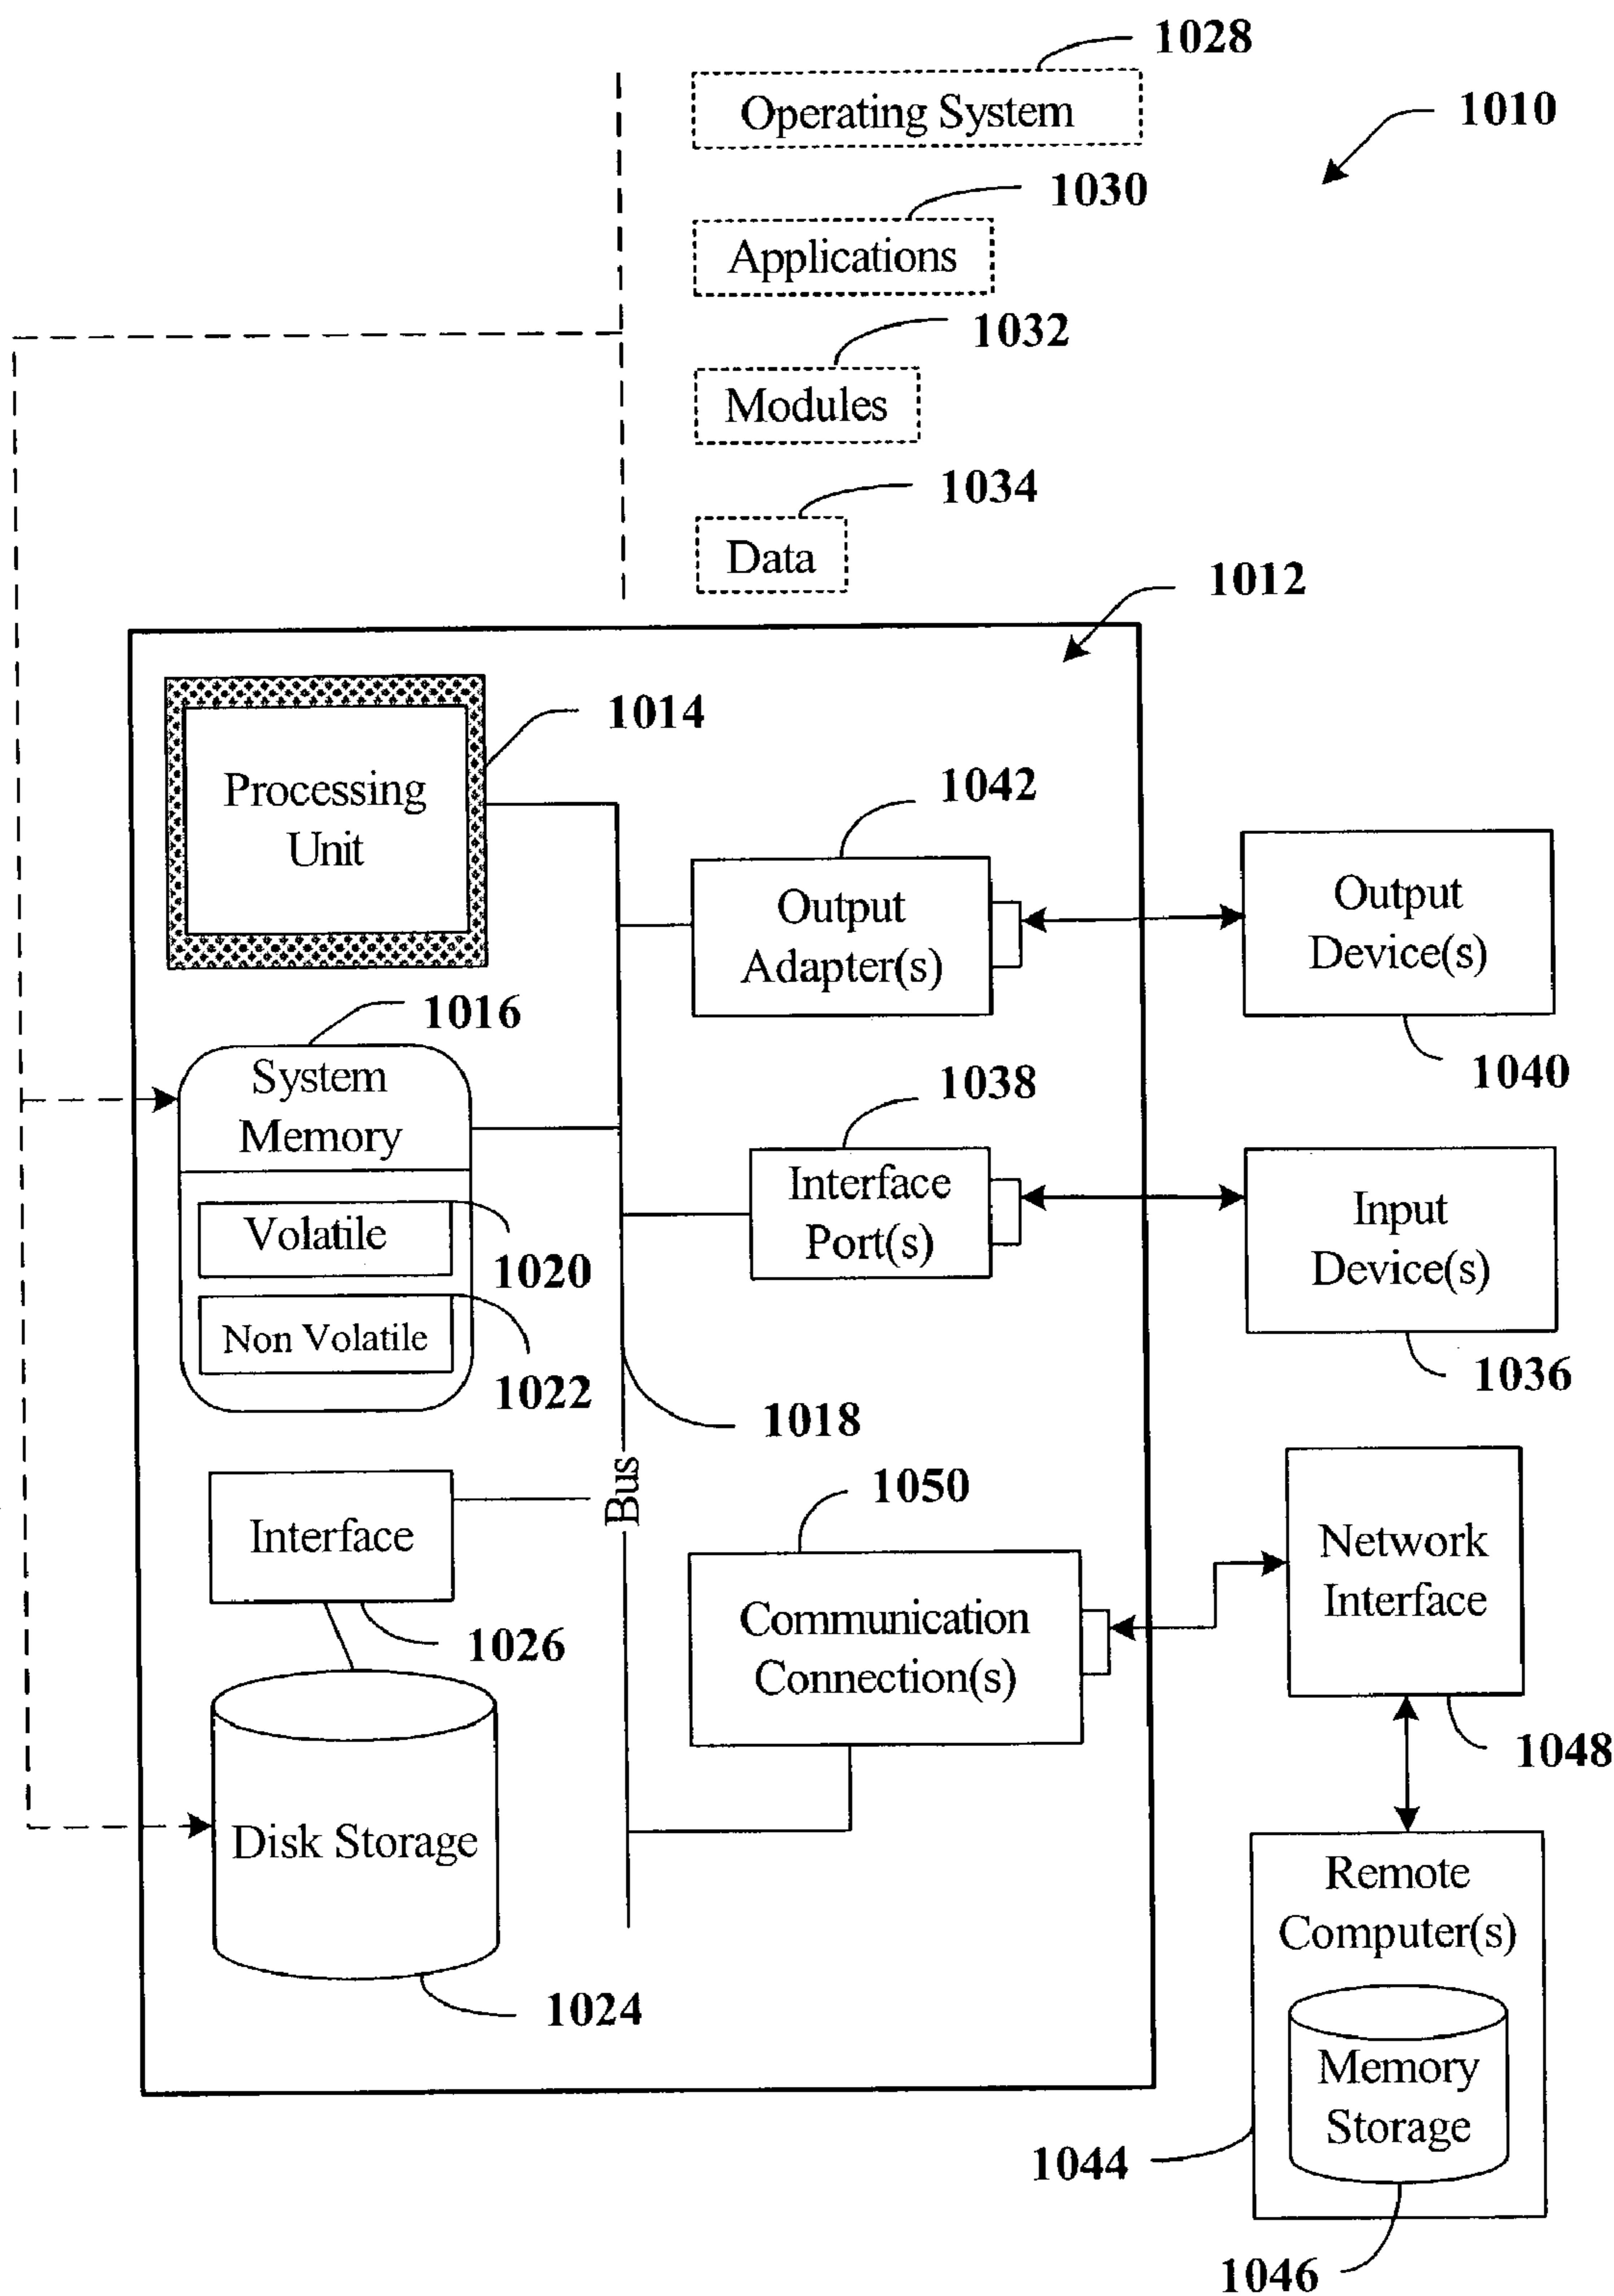 1028
Operating System
1010
1030
Applications
1032
Modules
1034
Data
1012
1014
Processing
Unit
1042
Output
Adapter(s)
Output
Device(s)
1040
1016
System
Memory
1038
Interface
Port(s)
Input
Device(s)
1036
Volatile
1020
Non Volatile
1022
1018
Bus
Interface
1026
1050
Communication
Connection(s)
Network
Interface
1048
Disk Storage
1024
Remote
Computer(s)
Memory
Storage
1044
1046